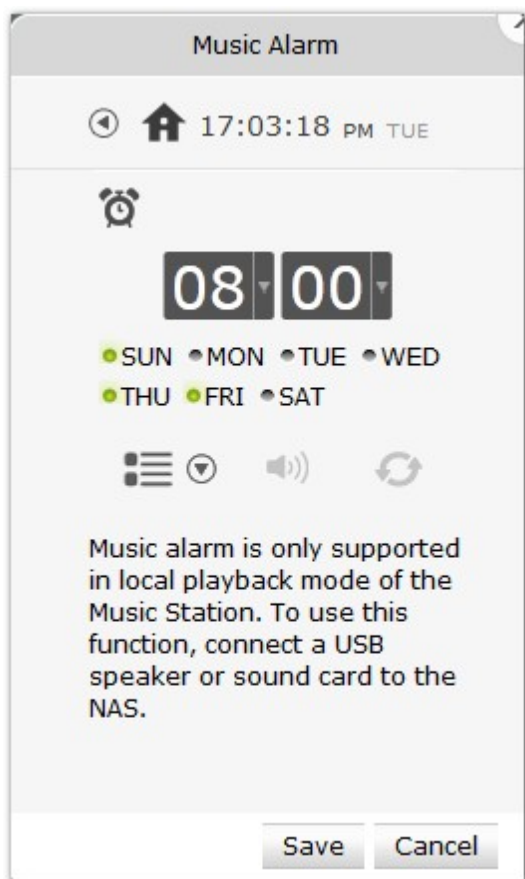 Music Alarm
17:03:18 PM TUE
08 00
SUN MON TUE WED
THU FRI SAT
Music alarm is only supported
in local playback mode of the
Music Station. To use this
function, connect a USB
speaker or sound card to the
NAS.
Save Cancel